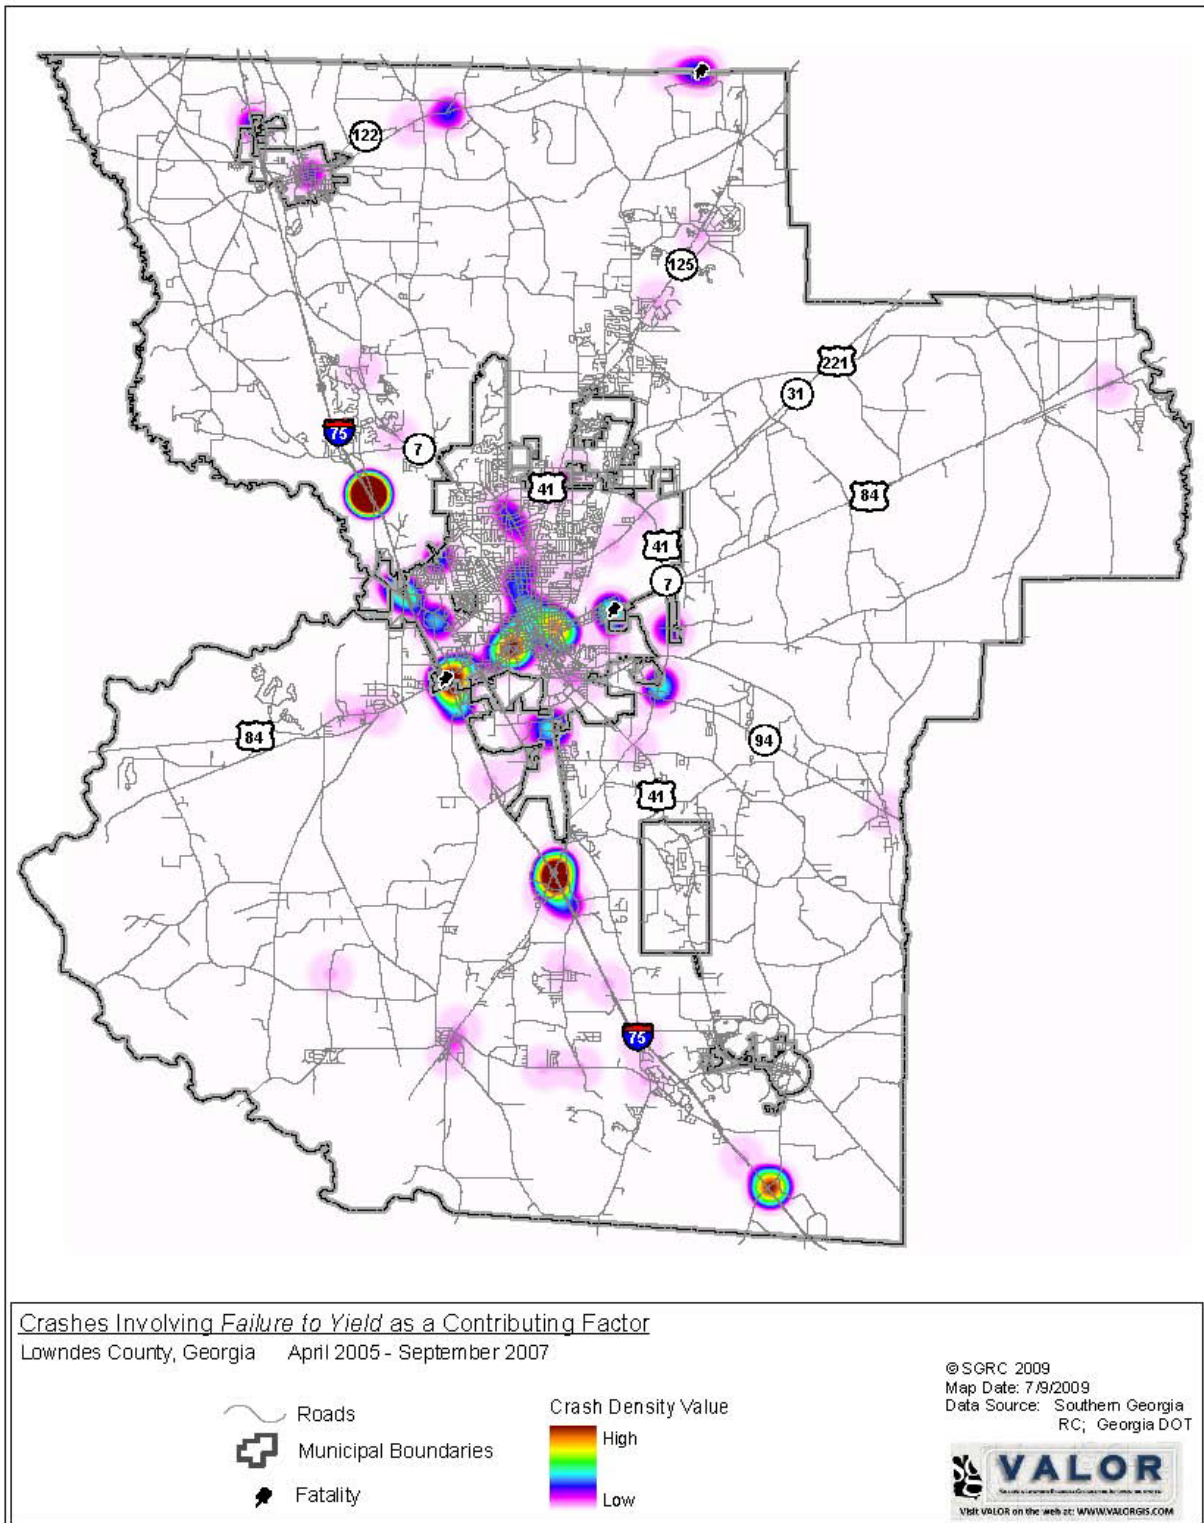 122
125
221
31
75
7
41
84
41
7
84
94
41
75
Crashes Involving Failure to Yield as a Contributing Factor
Lowndes County, Georgia April 2005 - September 2007
Roads
Municipal Boundaries
Fatality
Crash Density Value
High
Low
© SGRC 2009
Map Date: 7/9/2009
Data Source: Southern Georgia
RC; Georgia DOT
VALOR
Visit VALOR on the web at: WWW.VALORGIS.COM